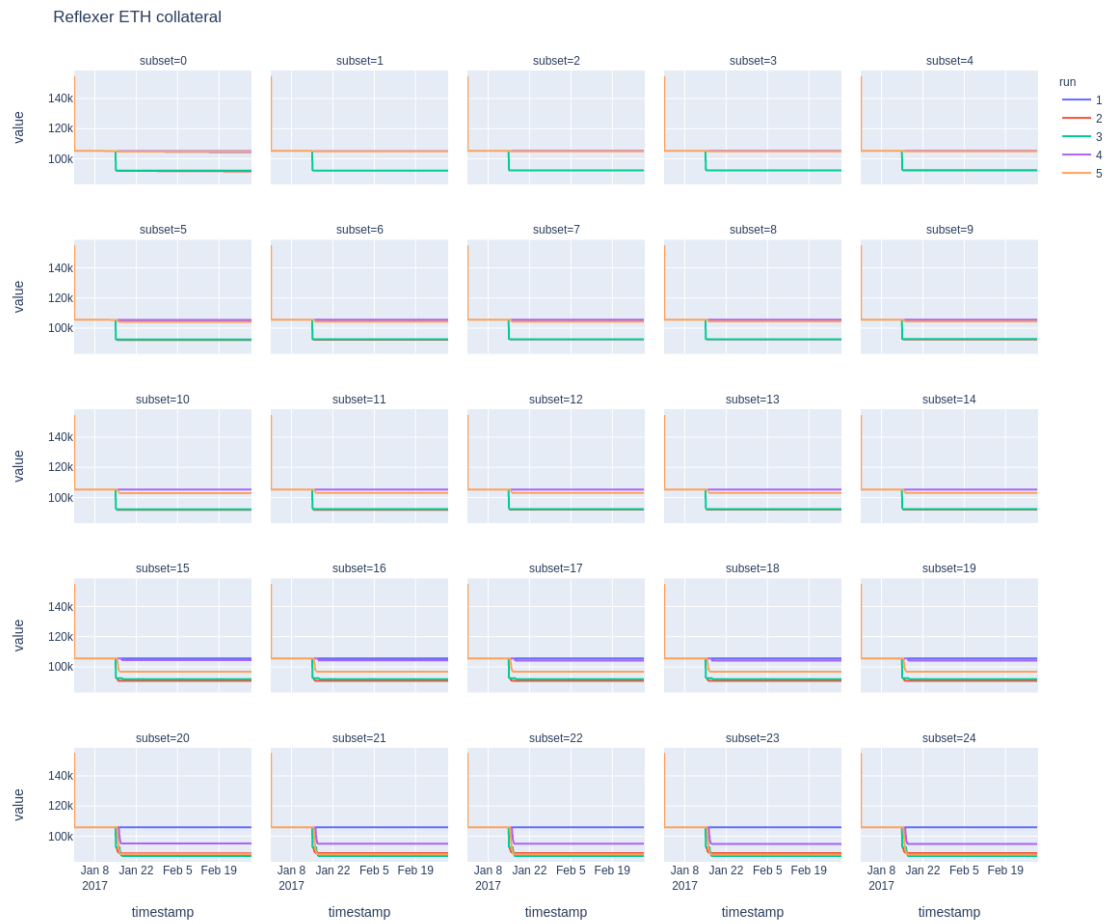 Reflexer ETH collateral
subset=0 subset=1 subset=2 subset=3 subset=4
run
1
2
3
4
5
value
140k
120k
100k
subset=5 subset=6 subset=7 subset=8 subset=9
value
140k
120k
100k
subset=10 subset=11 subset=12 subset=13 subset=14
value
140k
120k
100k
subset=15 subset=16 subset=17 subset=18 subset=19
value
140k
120k
100k
subset=20 subset=21 subset=22 subset=23 subset=24
value
140k
120k
100k
Jan 8 Jan 22 Feb 5 Feb 19 Jan 8 Jan 22 Feb 5 Feb 19 Jan 8 Jan 22 Feb 5 Feb 19 Jan 8 Jan 22 Feb 5 Feb 19 Jan 8 Jan 22 Feb 5 Feb 19
2017 2017 2017 2017 2017
timestamp timestamp timestamp timestamp timestamp